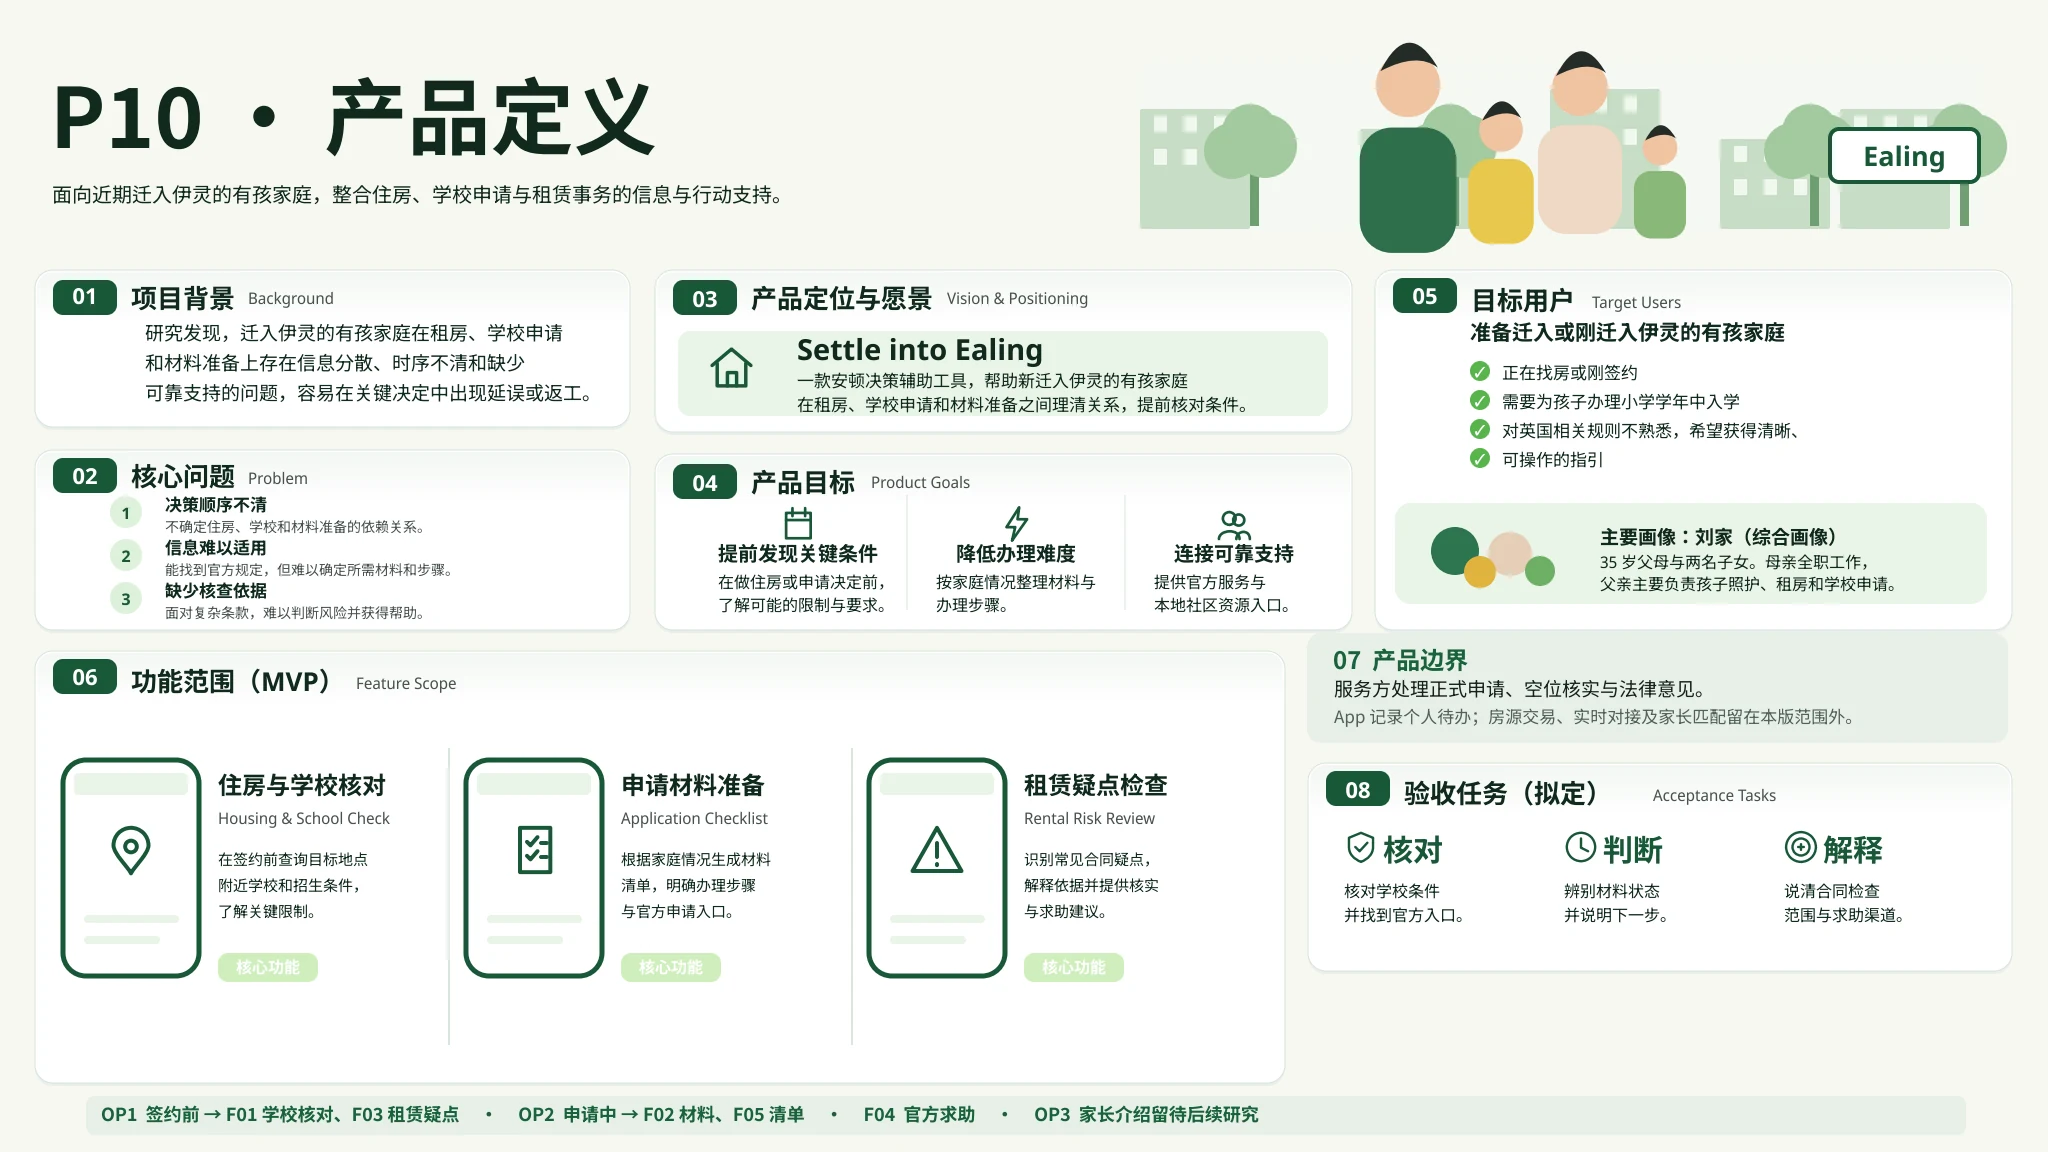 P10 · 产品定义
面向近期迁入伊灵的有孩家庭，整合住房、学校申请与租赁事务的信息与行动支持。
Ealing
01 项目背景 Background
研究发现，迁入伊灵的有孩家庭在租房、学校申请
和材料准备上存在信息分散、时序不清和缺少
可靠支持的问题，容易在关键决定中出现延误或返工。
02 核心问题 Problem
1 决策顺序不清
不确定住房、学校和材料准备的依赖关系。
2 信息难以适用
能找到官方规定，但难以确定所需材料和步骤。
3 缺少核查依据
面对复杂条款，难以判断风险并获得帮助。
03 产品定位与愿景 Vision & Positioning
Settle into Ealing
一款安顿决策辅助工具，帮助新迁入伊灵的有孩家庭
在租房、学校申请和材料准备之间理清关系，提前核对条件。
04 产品目标 Product Goals
提前发现关键条件
在做住房或申请决定前，
了解可能的限制与要求。
降低办理难度
按家庭情况整理材料与
办理步骤。
连接可靠支持
提供官方服务与
本地社区资源入口。
05 目标用户 Target Users
准备迁入或刚迁入伊灵的有孩家庭
正在找房或刚签约
需要为孩子办理小学学年中入学
对英国相关规则不熟悉，希望获得清晰、
可操作的指引
主要画像：刘家（综合画像）
35 岁父母与两名子女。母亲全职工作，
父亲主要负责孩子照护、租房和学校申请。
06 功能范围（MVP） Feature Scope
住房与学校核对
Housing & School Check
在签约前查询目标地点
附近学校和招生条件，
了解关键限制。
核心功能
申请材料准备
Application Checklist
根据家庭情况生成材料
清单，明确办理步骤
与官方申请入口。
核心功能
租赁疑点检查
Rental Risk Review
识别常见合同疑点，
解释依据并提供核实
与求助建议。
核心功能
07 产品边界
服务方处理正式申请、空位核实与法律意见。
App 记录个人待办；房源交易、实时对接及家长匹配留在本版范围外。
08 验收任务（拟定） Acceptance Tasks
核对
核对学校条件
并找到官方入口。
判断
辨别材料状态
并说明下一步。
解释
说清合同检查
范围与求助渠道。
OP1 签约前 → F01 学校核对、F03 租赁疑点 · OP2 申请中 → F02 材料、F05 清单 · F04 官方求助 · OP3 家长介绍留待后续研究